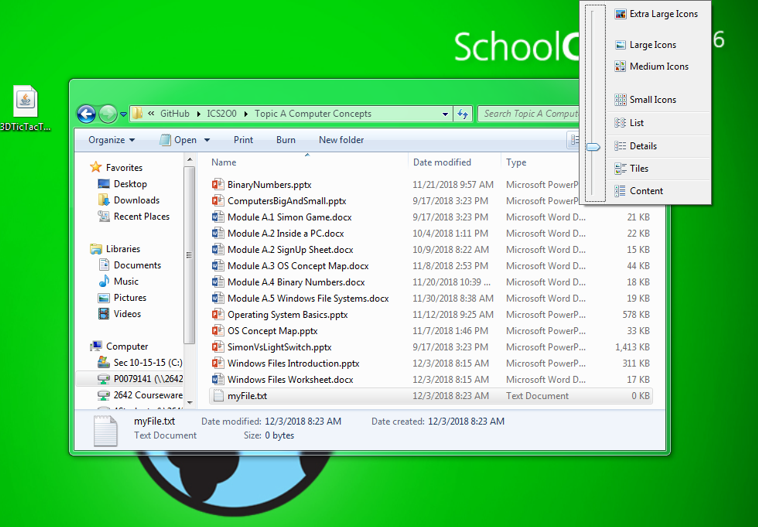 SchoolC
6
Extra Large Icons
Large Icons
Medium Icons
Small Icons
List
Details
Tiles
Content
3DTicTacT...
« GitHub ICS2O0 Topic A Computer Concepts
Search Topic A Comput
Organize Open Print Burn New folder
Favorites
Desktop
Downloads
Recent Places
Libraries
Documents
Music
Pictures
Videos
Computer
Sec 10-15-15 (C:)
P0079141 (\\2642
2642 Courseware
Name Date modified Type
BinaryNumbers.pptx 11/21/2018 9:57 AM Microsoft PowerP...
ComputersBigAndSmall.pptx 9/17/2018 3:23 PM Microsoft PowerP...
Module A.1 Simon Game.docx 9/17/2018 3:23 PM Microsoft Word D... 21 KB
Module A.2 Inside a PC.docx 10/4/2018 1:11 PM Microsoft Word D... 22 KB
Module A.2 SignUp Sheet.docx 10/9/2018 8:22 AM Microsoft Word D... 15 KB
Module A.3 OS Concept Map.docx 11/8/2018 2:53 PM Microsoft Word D... 44 KB
Module A.4 Binary Numbers.docx 11/20/2018 10:39 ... Microsoft Word D... 18 KB
Module A.5 Windows File Systems.docx 11/30/2018 8:38 AM Microsoft Word D... 19 KB
Operating System Basics.pptx 11/12/2018 9:25 AM Microsoft PowerP... 578 KB
OS Concept Map.pptx 11/7/2018 1:46 PM Microsoft PowerP... 33 KB
SimonVsLightSwitch.pptx 9/17/2018 3:23 PM Microsoft PowerP... 1,413 KB
Windows Files Introduction.pptx 12/3/2018 8:15 AM Microsoft PowerP... 311 KB
Windows Files Worksheet.docx 12/3/2018 8:15 AM Microsoft Word D... 17 KB
myFile.txt 12/3/2018 8:23 AM Text Document 0 KB
myFile.txt Date modified: 12/3/2018 8:23 AM Date created: 12/3/2018 8:23 AM
Text Document Size: 0 bytes